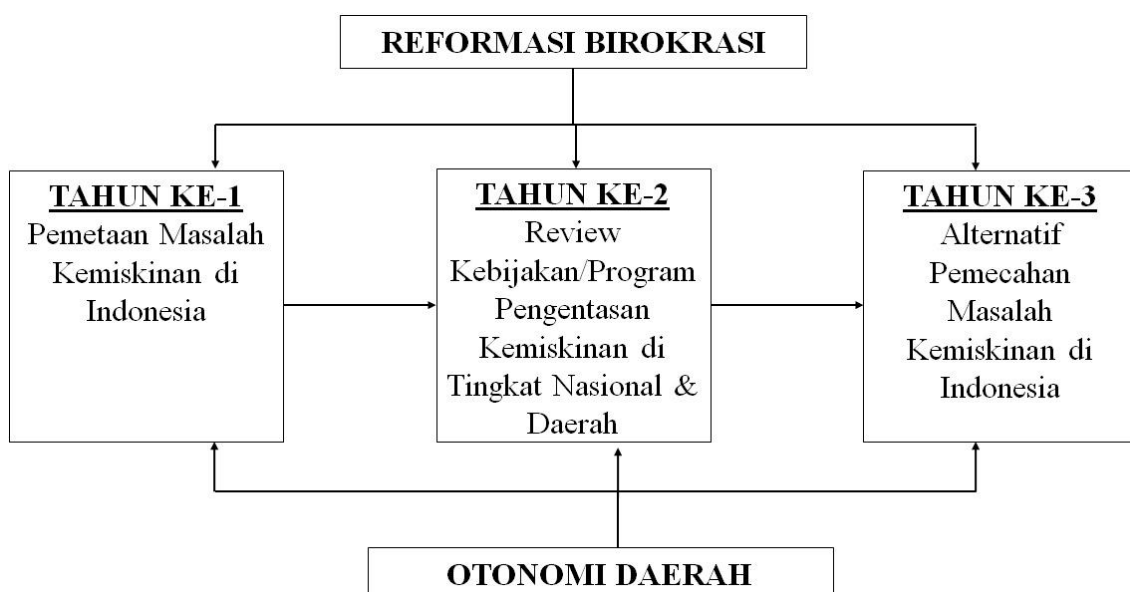 REFORMASI BIROKRASI
TAHUN KE-1
Pemetaan Masalah
Kemiskinan di
Indonesia
TAHUN KE-2
Review
Kebijakan/Program
Pengentasan
Kemiskinan di
Tingkat Nasional &
Daerah
TAHUN KE-3
Alternatif
Pemecahan
Masalah
Kemiskinan di
Indonesia
OTONOMI DAERAH